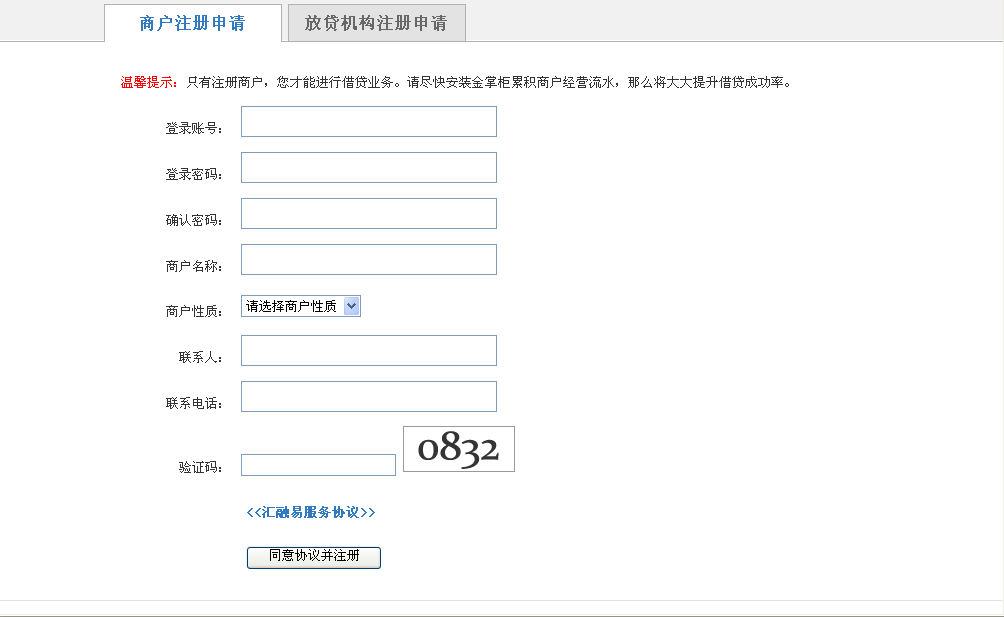 商户注册申请 放贷机构注册申请
温馨提示：只有注册商户，您才能进行借贷业务。请尽快安装金掌柜累积商户经营流水，那么将大大提升借贷成功率。
登录账号：
登录密码：
确认密码：
商户名称：
商户性质： 请选择商户性质
联系人：
联系电话：
验证码： 0832
<<汇融易服务协议>>
同意协议并注册